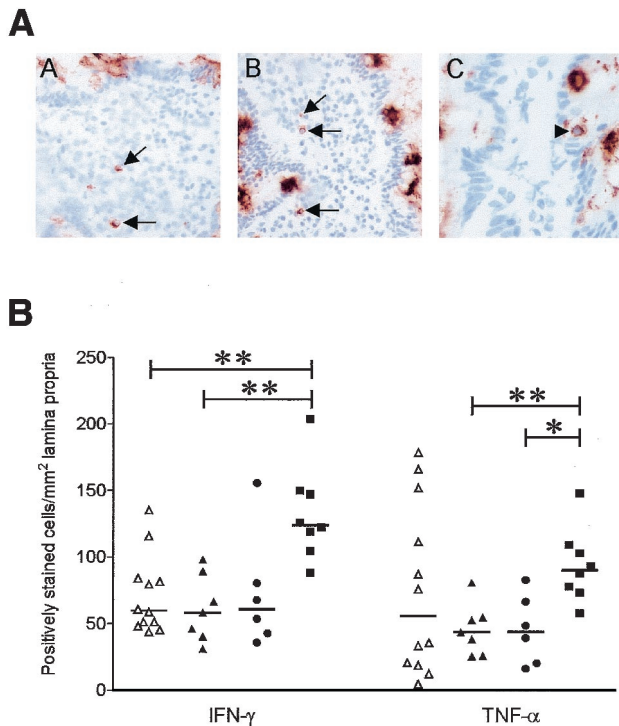 A
A
B
C
B
Positively stained cells/mm² lamina propria
250
200
150
100
50
0
**
**
**
*
IFN-γ
TNF-α